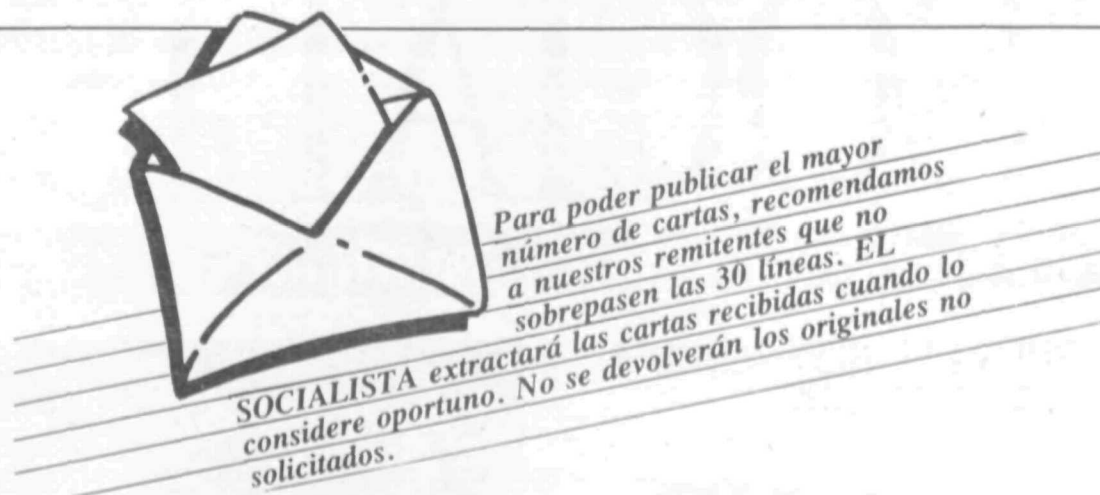 Para poder publicar el mayor
número de cartas, recomendamos
a nuestros remitentes que no
sobrepasen las 30 líneas. EL
SOCIALISTA extractará las cartas recibidas cuando lo
considere oportuno. No se devolverán los originales no
solicitados.